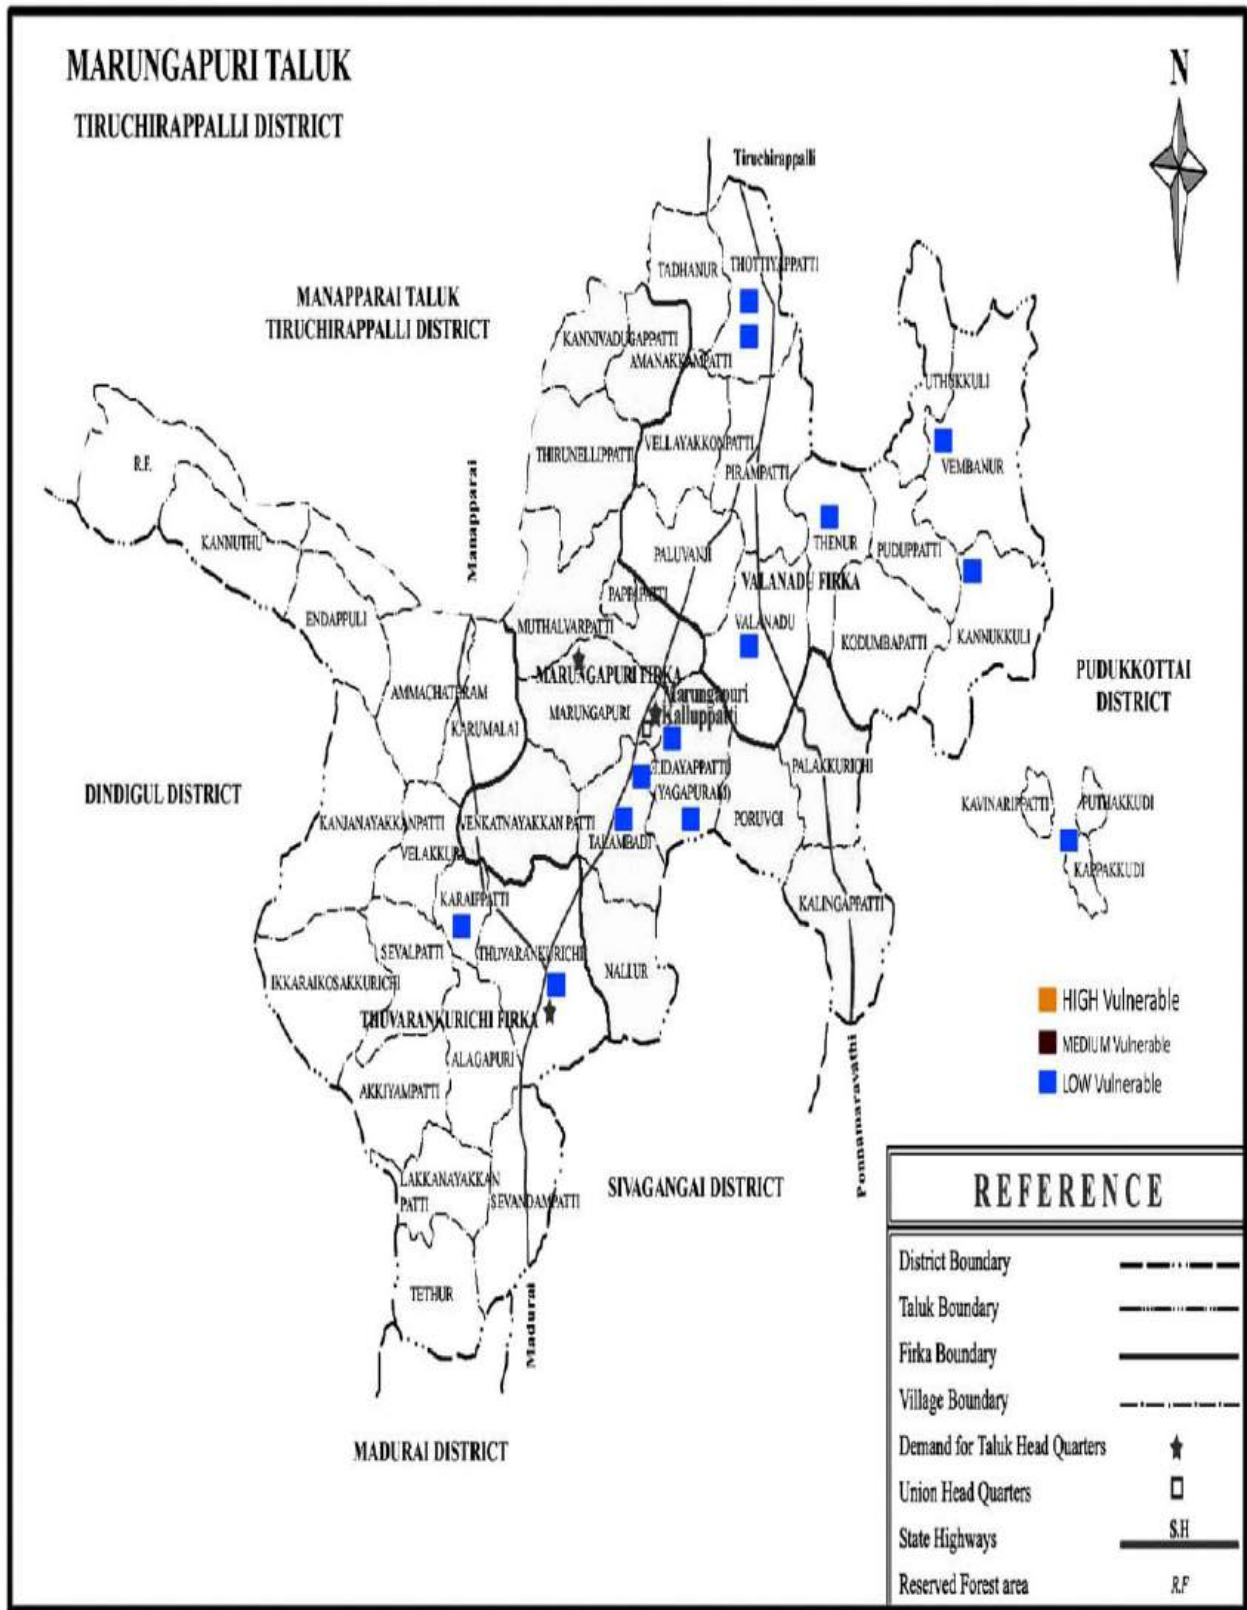 MARUNGAPURI TALUK
TIRUCHIRAPPALLI DISTRICT
N
Tiruchirappalli
TADHANUR
THOTTIYAPPATTI
MANAPPARAI TALUK
TIRUCHIRAPPALLI DISTRICT
KANNIVADUGAPPATTI
AMANAKKAMPATTI
UTHUKKULI
THIRUNELLIPPATTI
VELLAYAKKONPATTI
PIRAMPATTI
VEMBANUR
R.F.
Manapparai
KANNUTHU
PALUVANJI
THENUR
PUDUPPATTI
VALANADU FIRKA
PAPPAPATTI
ENDAPPULI
MUTHALVARPATTI
VALANADU
KODUMBAPATTI
KANNUKKULI
MARUNGAPURI FIRKA
PUDUKKOTTAI
DISTRICT
AMMACHATRAM
KARUMALAI
MARUNGAPURI
Marungapuri
Kalluppatti
DINDIGUL DISTRICT
T.IDAYAPPATTI
(YAGAPURAM)
PALAKKURICHI
KAVINARIPPATTI
PUTHAKKUDI
KANJANAYAKKANPATTI
VENKATNAYAKKAN PATTI
PORUVOI
TALAMBADI
VELAKKURI
KAPPAKKUDI
KARAIPPATTI
KALINGAPPATTI
SEVALPATTI
THUVARANKURICHI
NALLUR
IKKARAIKOSAKKURICHI
HIGH Vulnerable
THUVARANKURICHI FIRKA
MEDIUM Vulnerable
ALAGAPURI
LOW Vulnerable
AKKIYAMPATTI
Ponnamaravathi
LAKKANAYAKKAN
PATTI
SEVANDAMPATTI
SIVAGANGAI DISTRICT
TETHUR
Madurai
MADURAI DISTRICT
REFERENCE
District Boundary
Taluk Boundary
Firka Boundary
Village Boundary
Demand for Taluk Head Quarters
Union Head Quarters
State Highways S.H
Reserved Forest area R.F